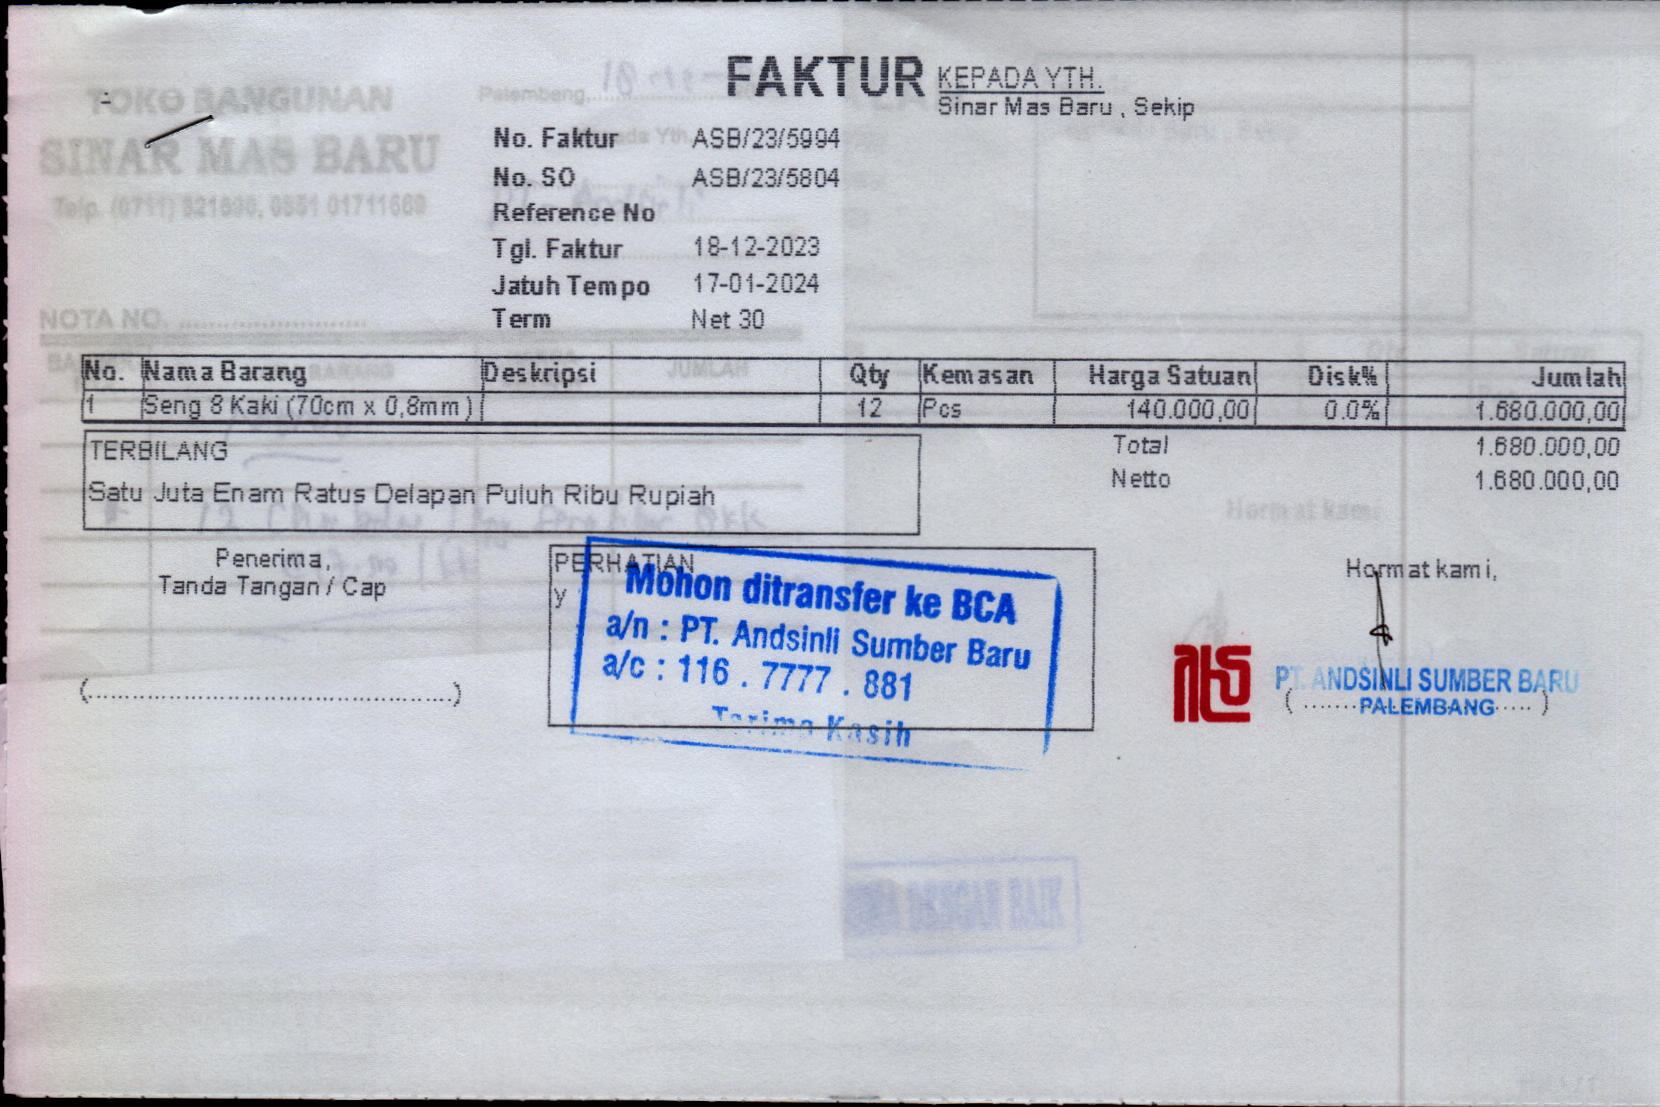 FAKTUR
KEPADA YTH.
Sinar Mas Baru , Sekip
No. Faktur ASB/23/5994
No. SO ASB/23/5804
Reference No
Tgl. Faktur 18-12-2023
Jatuh Tempo 17-01-2024
Term Net 30
TOKO BANGUNAN
SINAR MAS BARU
Palembang,
NOTA NO.
JUMLAH
No. Nama Barang Deskripsi Qty Kemasan Harga Satuan Disk% Jumlah
1 Seng 8 Kaki (70cm x 0,8mm) 12 Pcs 140.000,00 0.0% 1.680.000,00
TERBILANG
Satu Juta Enam Ratus Delapan Puluh Ribu Rupiah
Total 1.680.000,00
Netto 1.680.000,00
Hormat kami
Penerima,
Tanda Tangan / Cap
(..........................................)
PERHATIAN
y
Mohon ditransfer ke BCA
a/n : PT. Andsinli Sumber Baru
a/c : 116 . 7777 . 881
Terima Kasih
Hormat kami,
PT. ANDSINLI SUMBER BARU
PALEMBANG